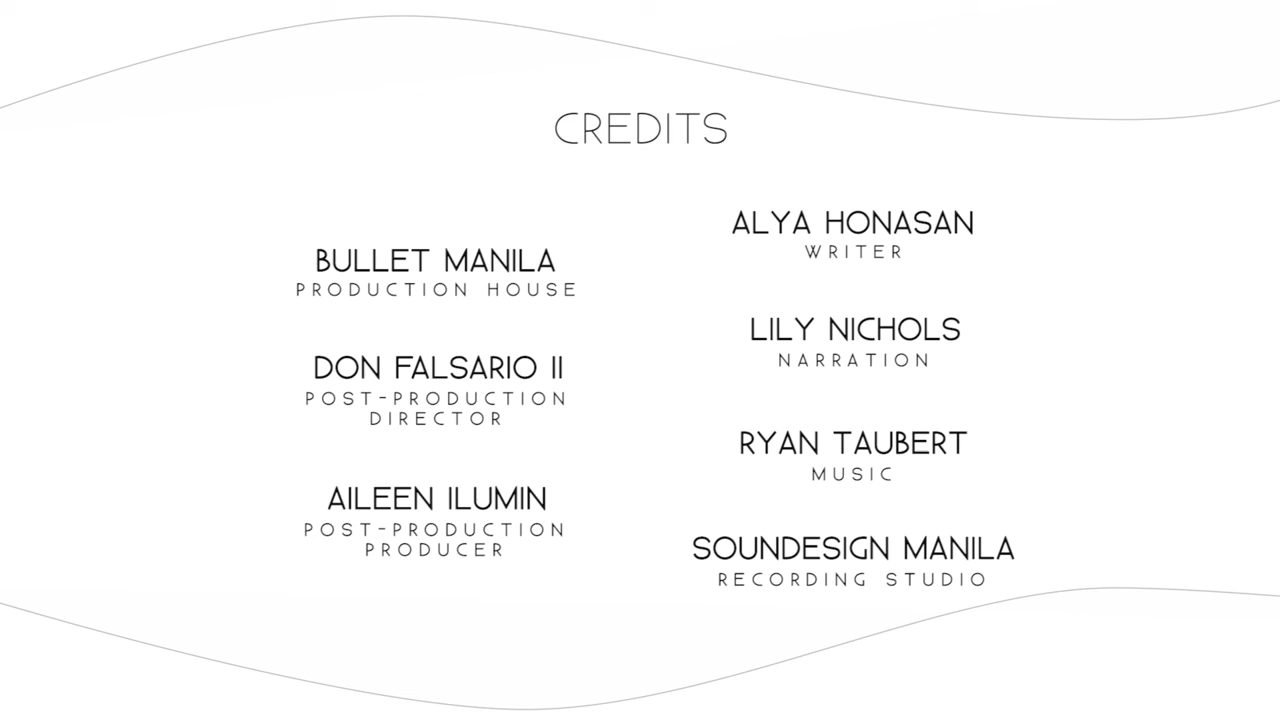 CREDITS
BULLET MANILA
PRODUCTION HOUSE
DON FALSARIO II
POST-PRODUCTION
DIRECTOR
AILEEN ILUMIN
POST-PRODUCTION
PRODUCER
ALYA HONASAN
WRITER
LILY NICHOLS
NARRATION
RYAN TAUBERT
MUSIC
SOUNDESIGN MANILA
RECORDING STUDIO